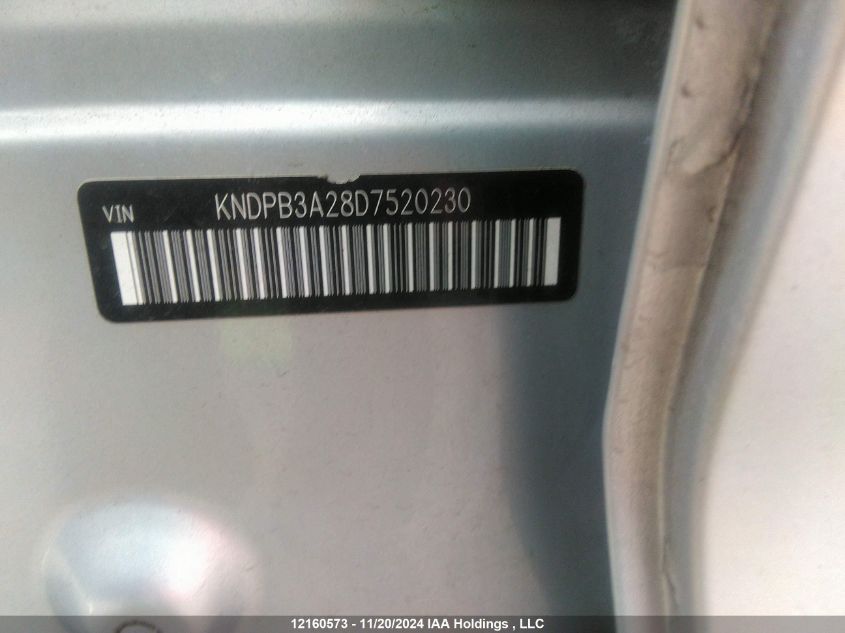 VIN KNDPB3A28D7520230
12160573 - 11/20/2024 IAA Holdings , LLC